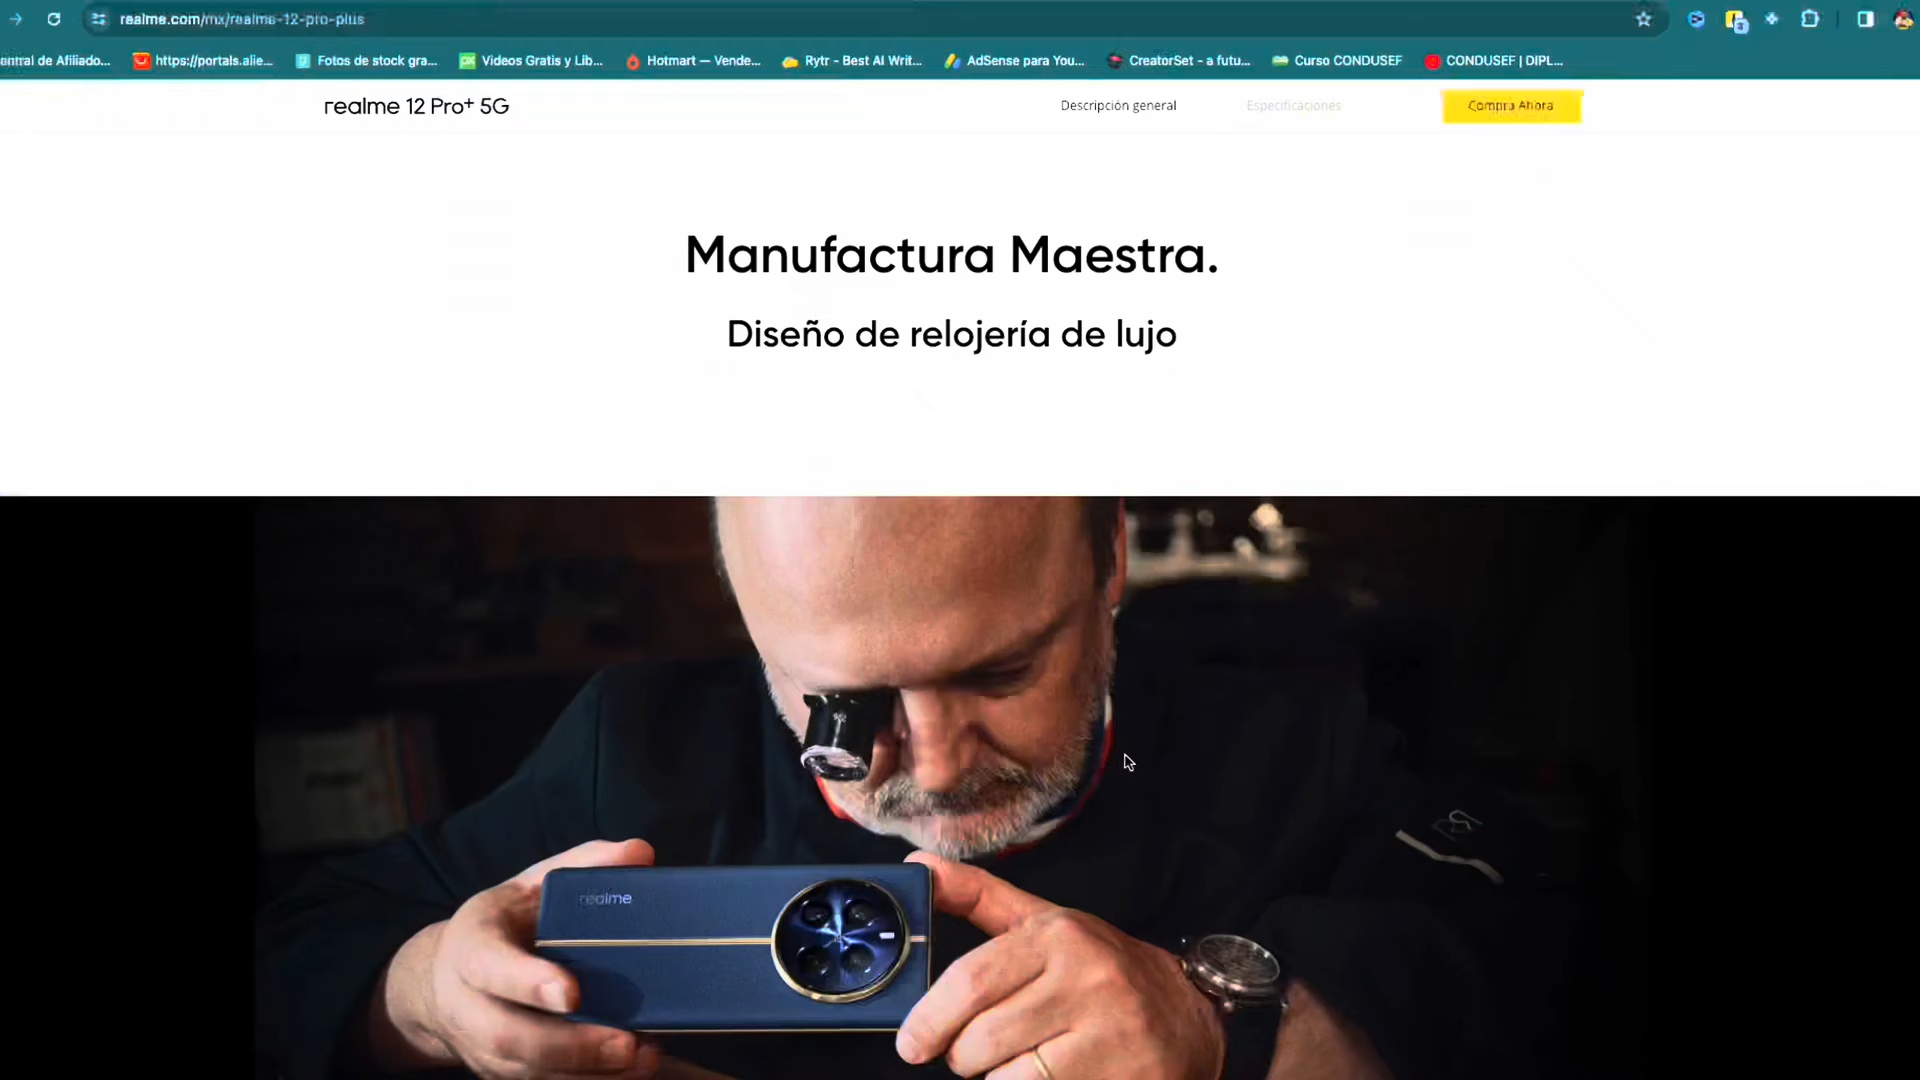 realme.com/mx/realme-12-pro-plus
entral de Afiliado... https://portals.alie... Fotos de stock gra... Videos Gratis y Lib... Hotmart — Vende... Rytr - Best AI Writ... AdSense para You... CreatorSet - a futu... Curso CONDUSEF CONDUSEF | DIPL...
realme 12 Pro+ 5G Descripción general Especificaciones Compra Ahora
Manufactura Maestra.
Diseño de relojería de lujo
realme